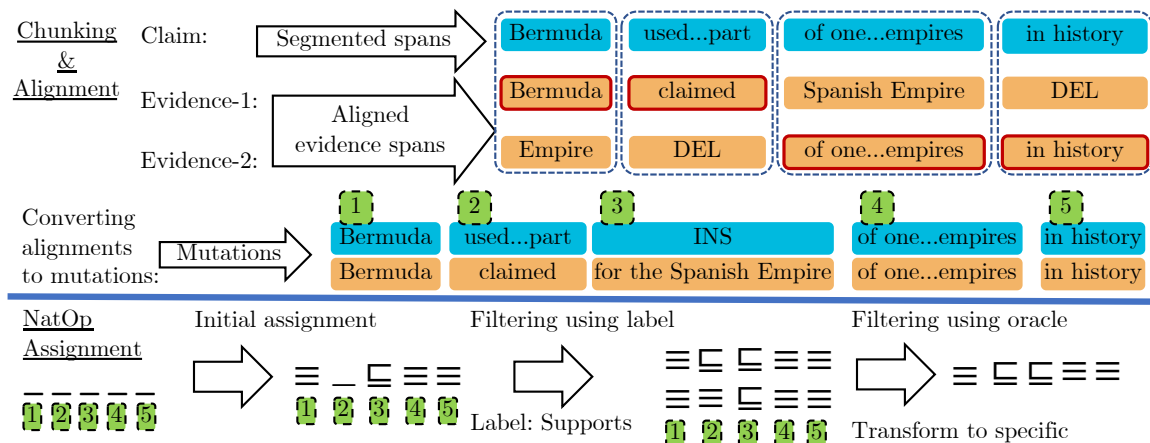 Chunking
&
Alignment
Claim:
Segmented spans
Bermuda used...part of one...empires in history
Evidence-1:
Bermuda claimed Spanish Empire DEL
Aligned
evidence spans
Evidence-2:
Empire DEL of one...empires in history
1 2 3 4 5
Converting
alignments
to mutations:
Mutations
Bermuda used...part INS of one...empires in history
Bermuda claimed for the Spanish Empire of one...empires in history
NatOp
Assignment
_ _ _ _ _
1 2 3 4 5
Initial assignment
≡ _ ⊑ ≡ ≡
1 2 3 4 5
Filtering using label
≡ ⊑ ⊑ ≡ ≡
≡ ≡ ⊑ ≡ ≡
Label: Supports
1 2 3 4 5
Filtering using oracle
≡ ⊑ ⊑ ≡ ≡
Transform to specific